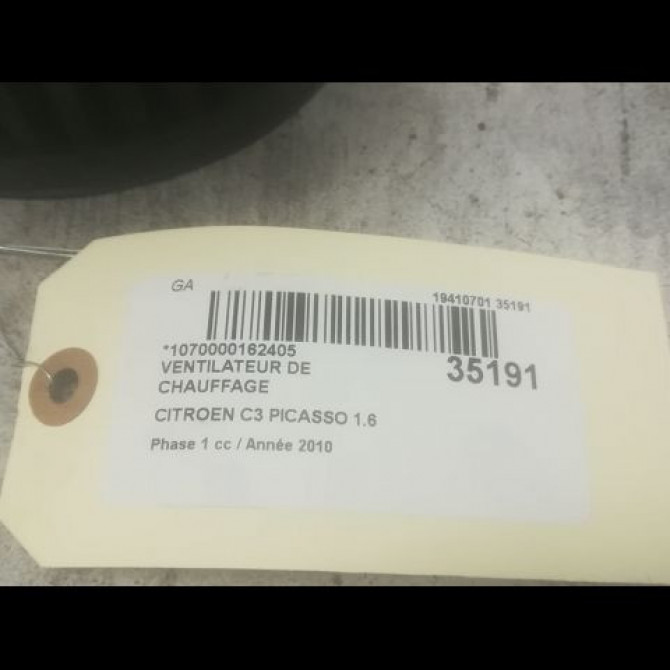 GA
19410701 35191
*1070000162405
35191
VENTILATEUR DE
CHAUFFAGE
CITROEN C3 PICASSO 1.6
Phase 1 cc / Année 2010